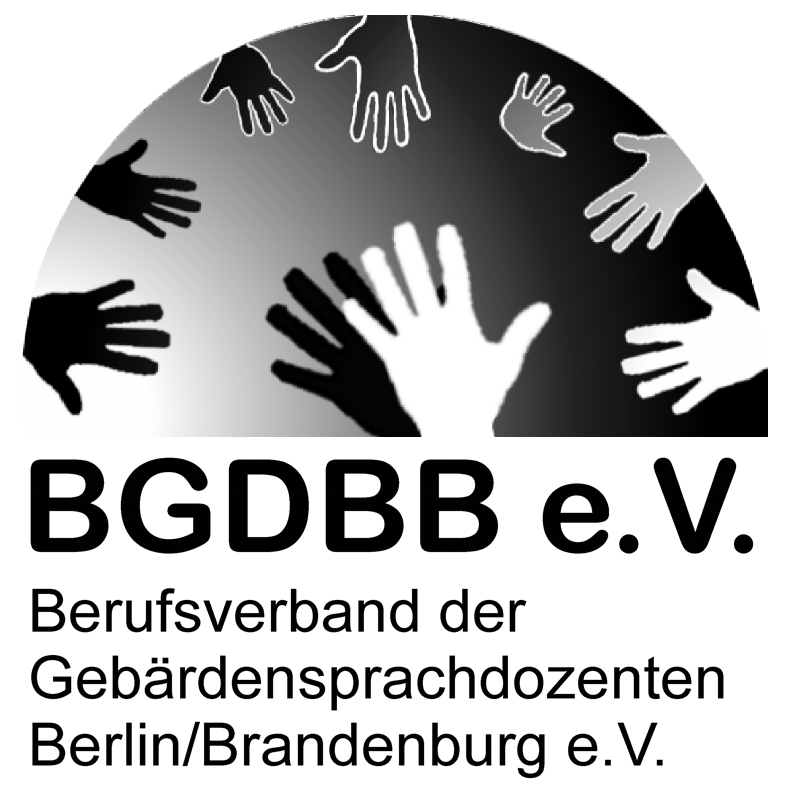 BGDBB e.V.
Berufsverband der
Gebärdensprachdozenten
Berlin/Brandenburg e.V.